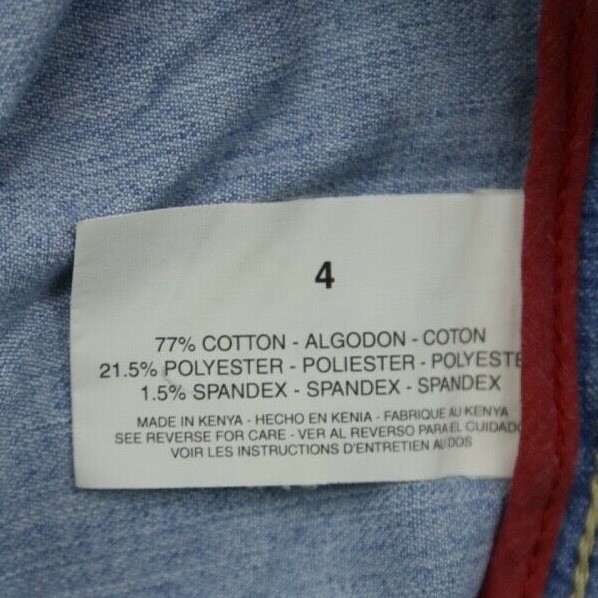 4
77% COTTON - ALGODON - COTON
21.5% POLYESTER - POLIESTER - POLYESTE
1.5% SPANDEX - SPANDEX - SPANDEX
MADE IN KENYA - HECHO EN KENIA - FABRIQUE AU KENYA
SEE REVERSE FOR CARE - VER AL REVERSO PARA EL CUIDADO
VOIR LES INSTRUCTIONS D'ENTRETIEN AU DOS